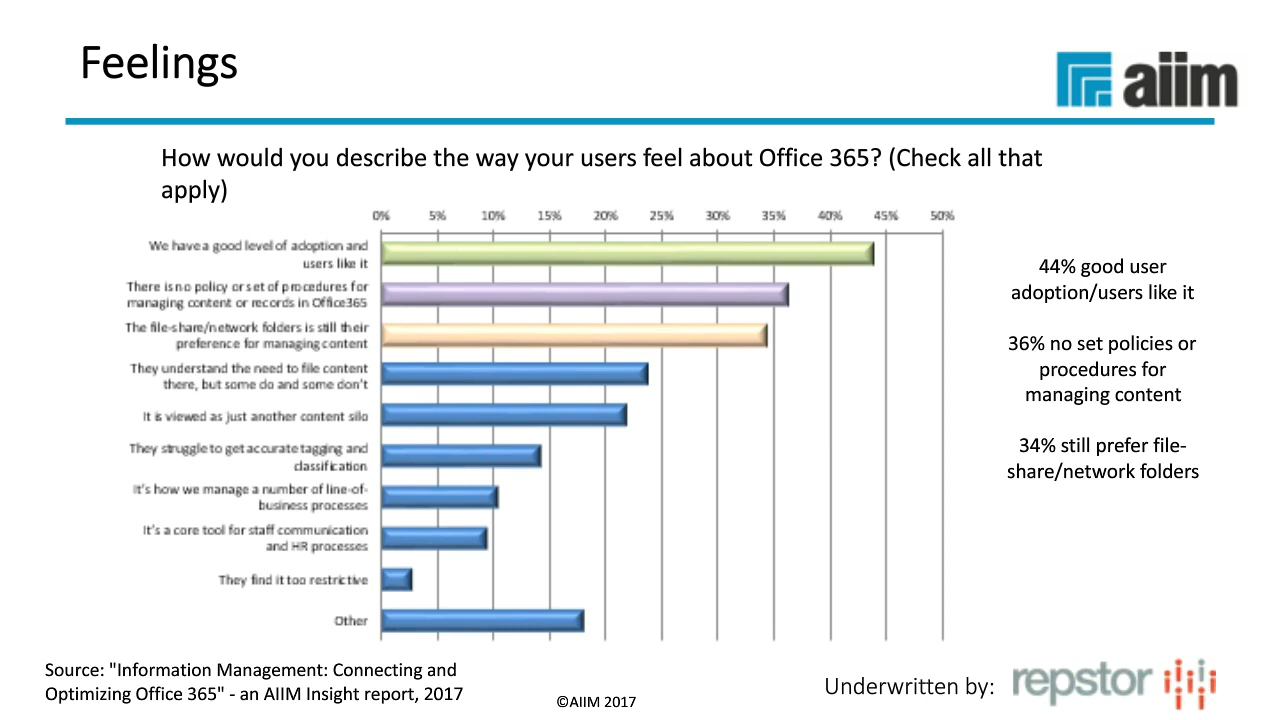 Feelings
aiim
How would you describe the way your users feel about Office 365? (Check all that
apply)
0% 5% 10% 15% 20% 25% 30% 35% 40% 45% 50%
We have a good level of adoption and
users like it
There is no policy or set of procedures for
managing content or records in Office365
The file-share/network folders is still their
preference for managing content
They understand the need to file content
there, but some do and some don't
It is viewed as just another content silo
They struggle to get accurate tagging and
classification
It's how we manage a number of line-of-
business processes
It's a core tool for staff communication
and HR processes
They find it too restrictive
Other
44% good user
adoption/users like it
36% no set policies or
procedures for
managing content
34% still prefer file-
share/network folders
Source: "Information Management: Connecting and
Optimizing Office 365" - an AIIM Insight report, 2017
©AIIM 2017
Underwritten by:
repstor